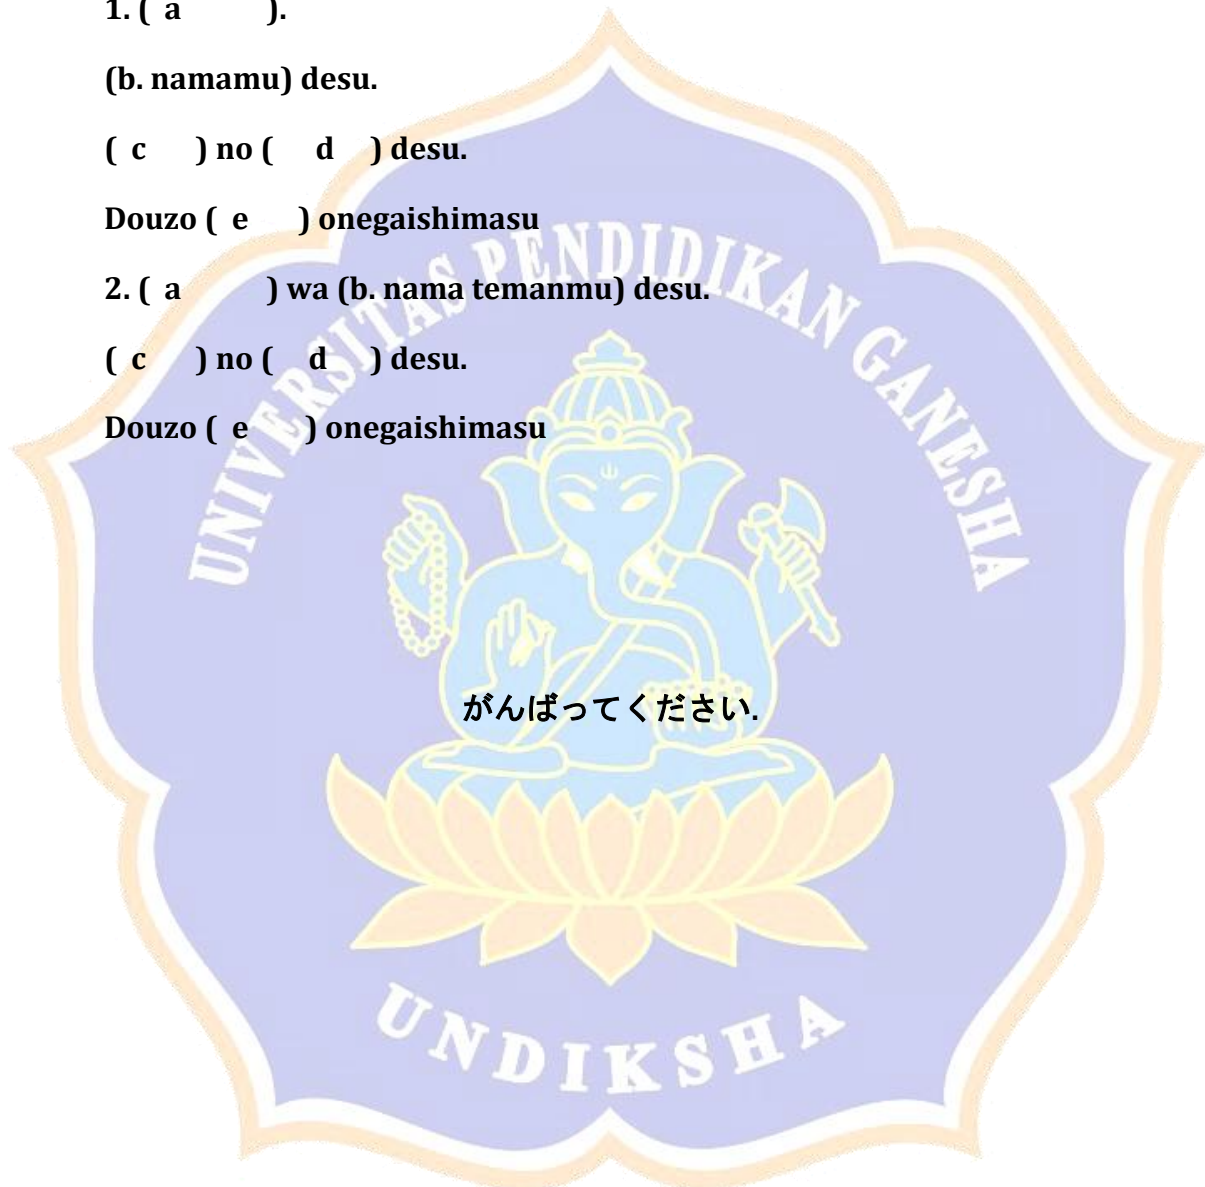 1. ( a ).
(b. namamu) desu.
( c ) no ( d ) desu.
Douzo ( e ) onegaishimasu
2. ( a ) wa (b. nama temanmu) desu.
( c ) no ( d ) desu.
Douzo ( e ) onegaishimasu
UNIVERSITAS PENDIDIKAN GANESHA
がんばってください.
UNDIKSHA